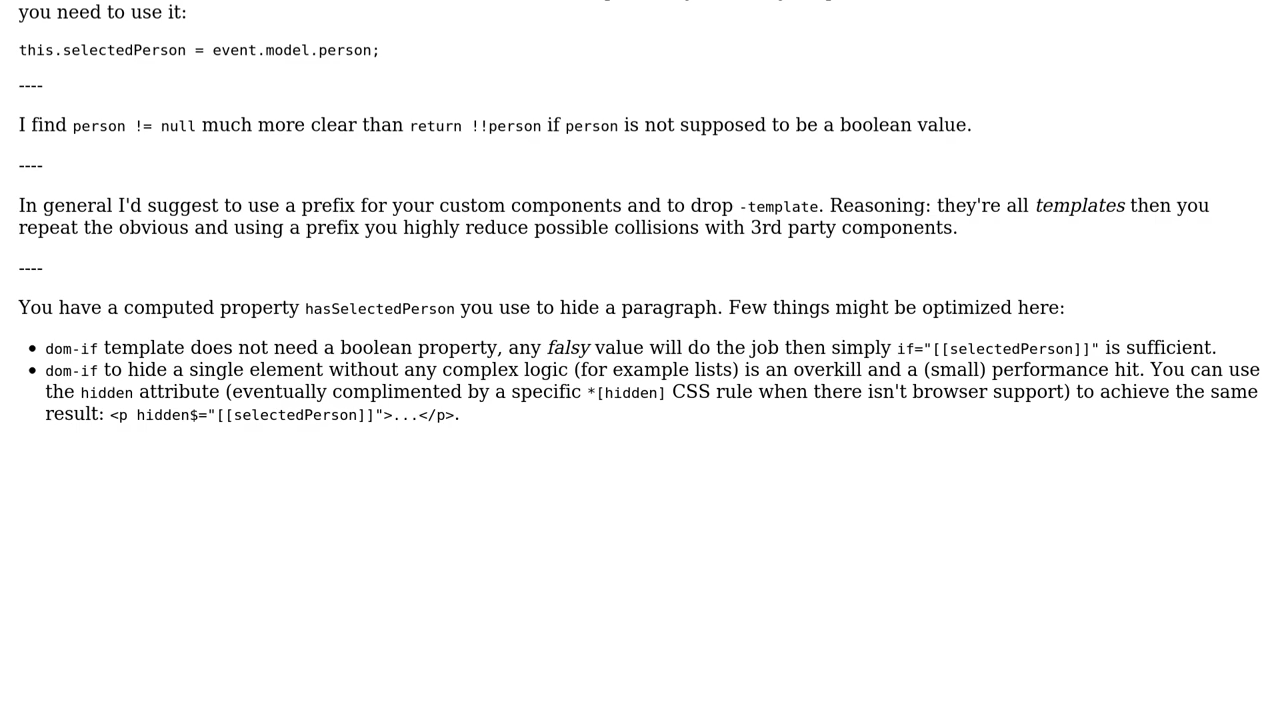 you need to use it:
this.selectedPerson = event.model.person;
----
I find person != null much more clear than return !!person if person is not supposed to be a boolean value.
----
In general I'd suggest to use a prefix for your custom components and to drop -template. Reasoning: they're all templates then you
repeat the obvious and using a prefix you highly reduce possible collisions with 3rd party components.
----
You have a computed property hasSelectedPerson you use to hide a paragraph. Few things might be optimized here:
• dom-if template does not need a boolean property, any falsy value will do the job then simply if="[[selectedPerson]]" is sufficient.
• dom-if to hide a single element without any complex logic (for example lists) is an overkill and a (small) performance hit. You can use
the hidden attribute (eventually complimented by a specific *[hidden] CSS rule when there isn't browser support) to achieve the same
result: <p hidden$="[[selectedPerson]]">...</p>.